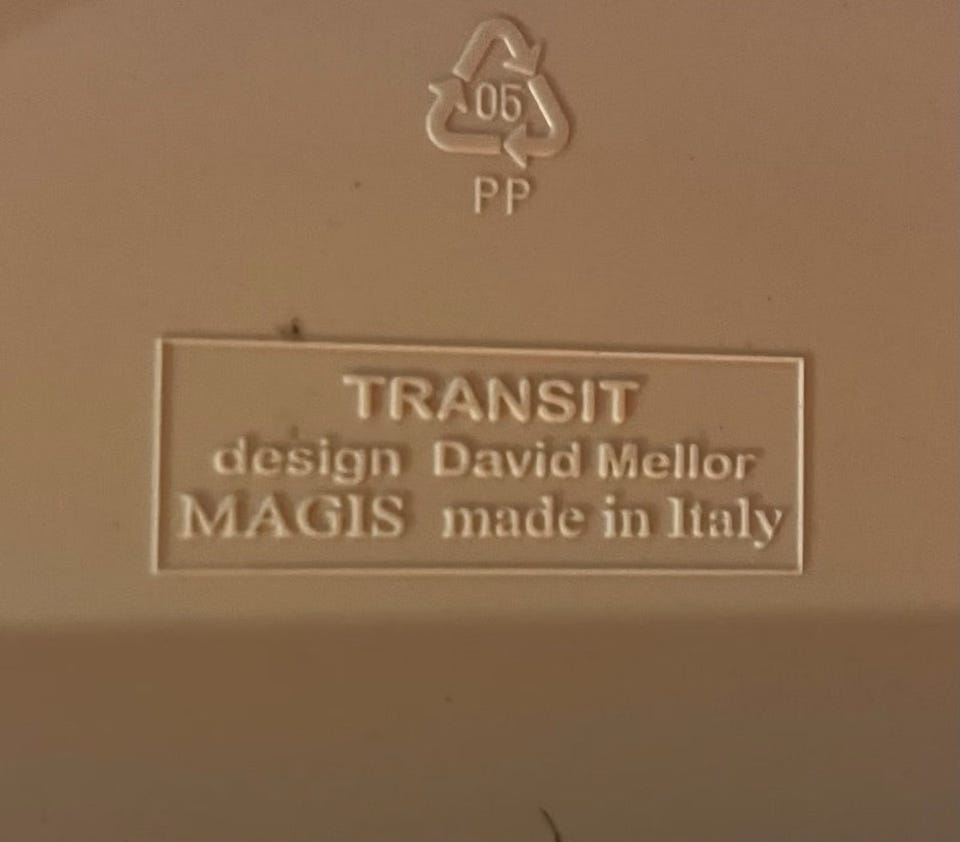 05
PP
TRANSIT
design David Mellor
MAGIS made in Italy